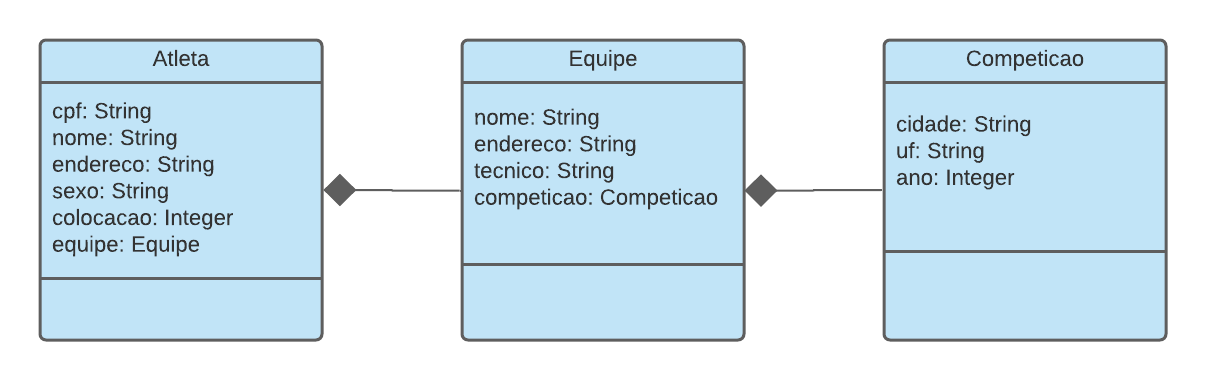 Atleta
cpf: String
nome: String
endereco: String
sexo: String
colocacao: Integer
equipe: Equipe
Equipe
nome: String
endereco: String
tecnico: String
competicao: Competicao
Competicao
cidade: String
uf: String
ano: Integer